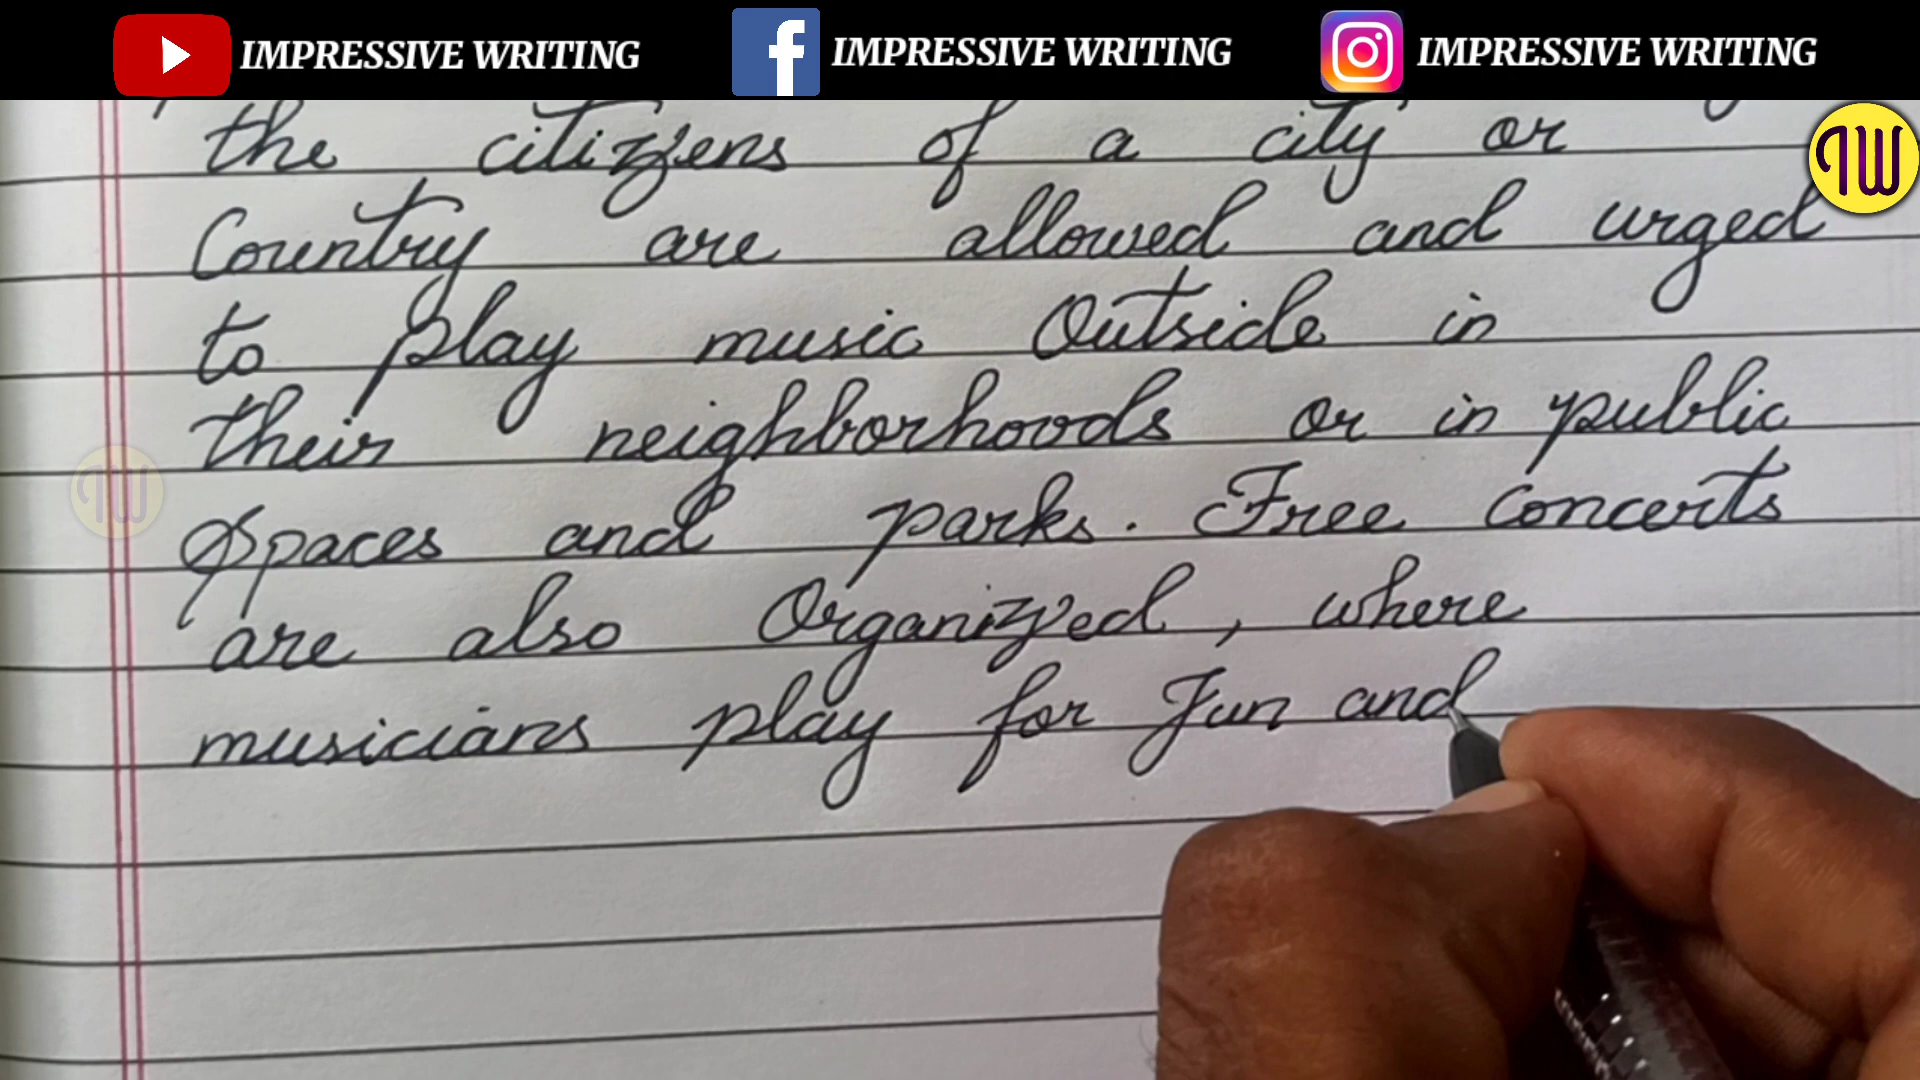 IMPRESSIVE WRITING IMPRESSIVE WRITING IMPRESSIVE WRITING
IW
the citizens of a city or
Country are allowed and urged
to play music Outside in
their neighborhoods or in public
Spaces and parks. Free concerts
IW
are also Organized, where
musicians play for Fun and